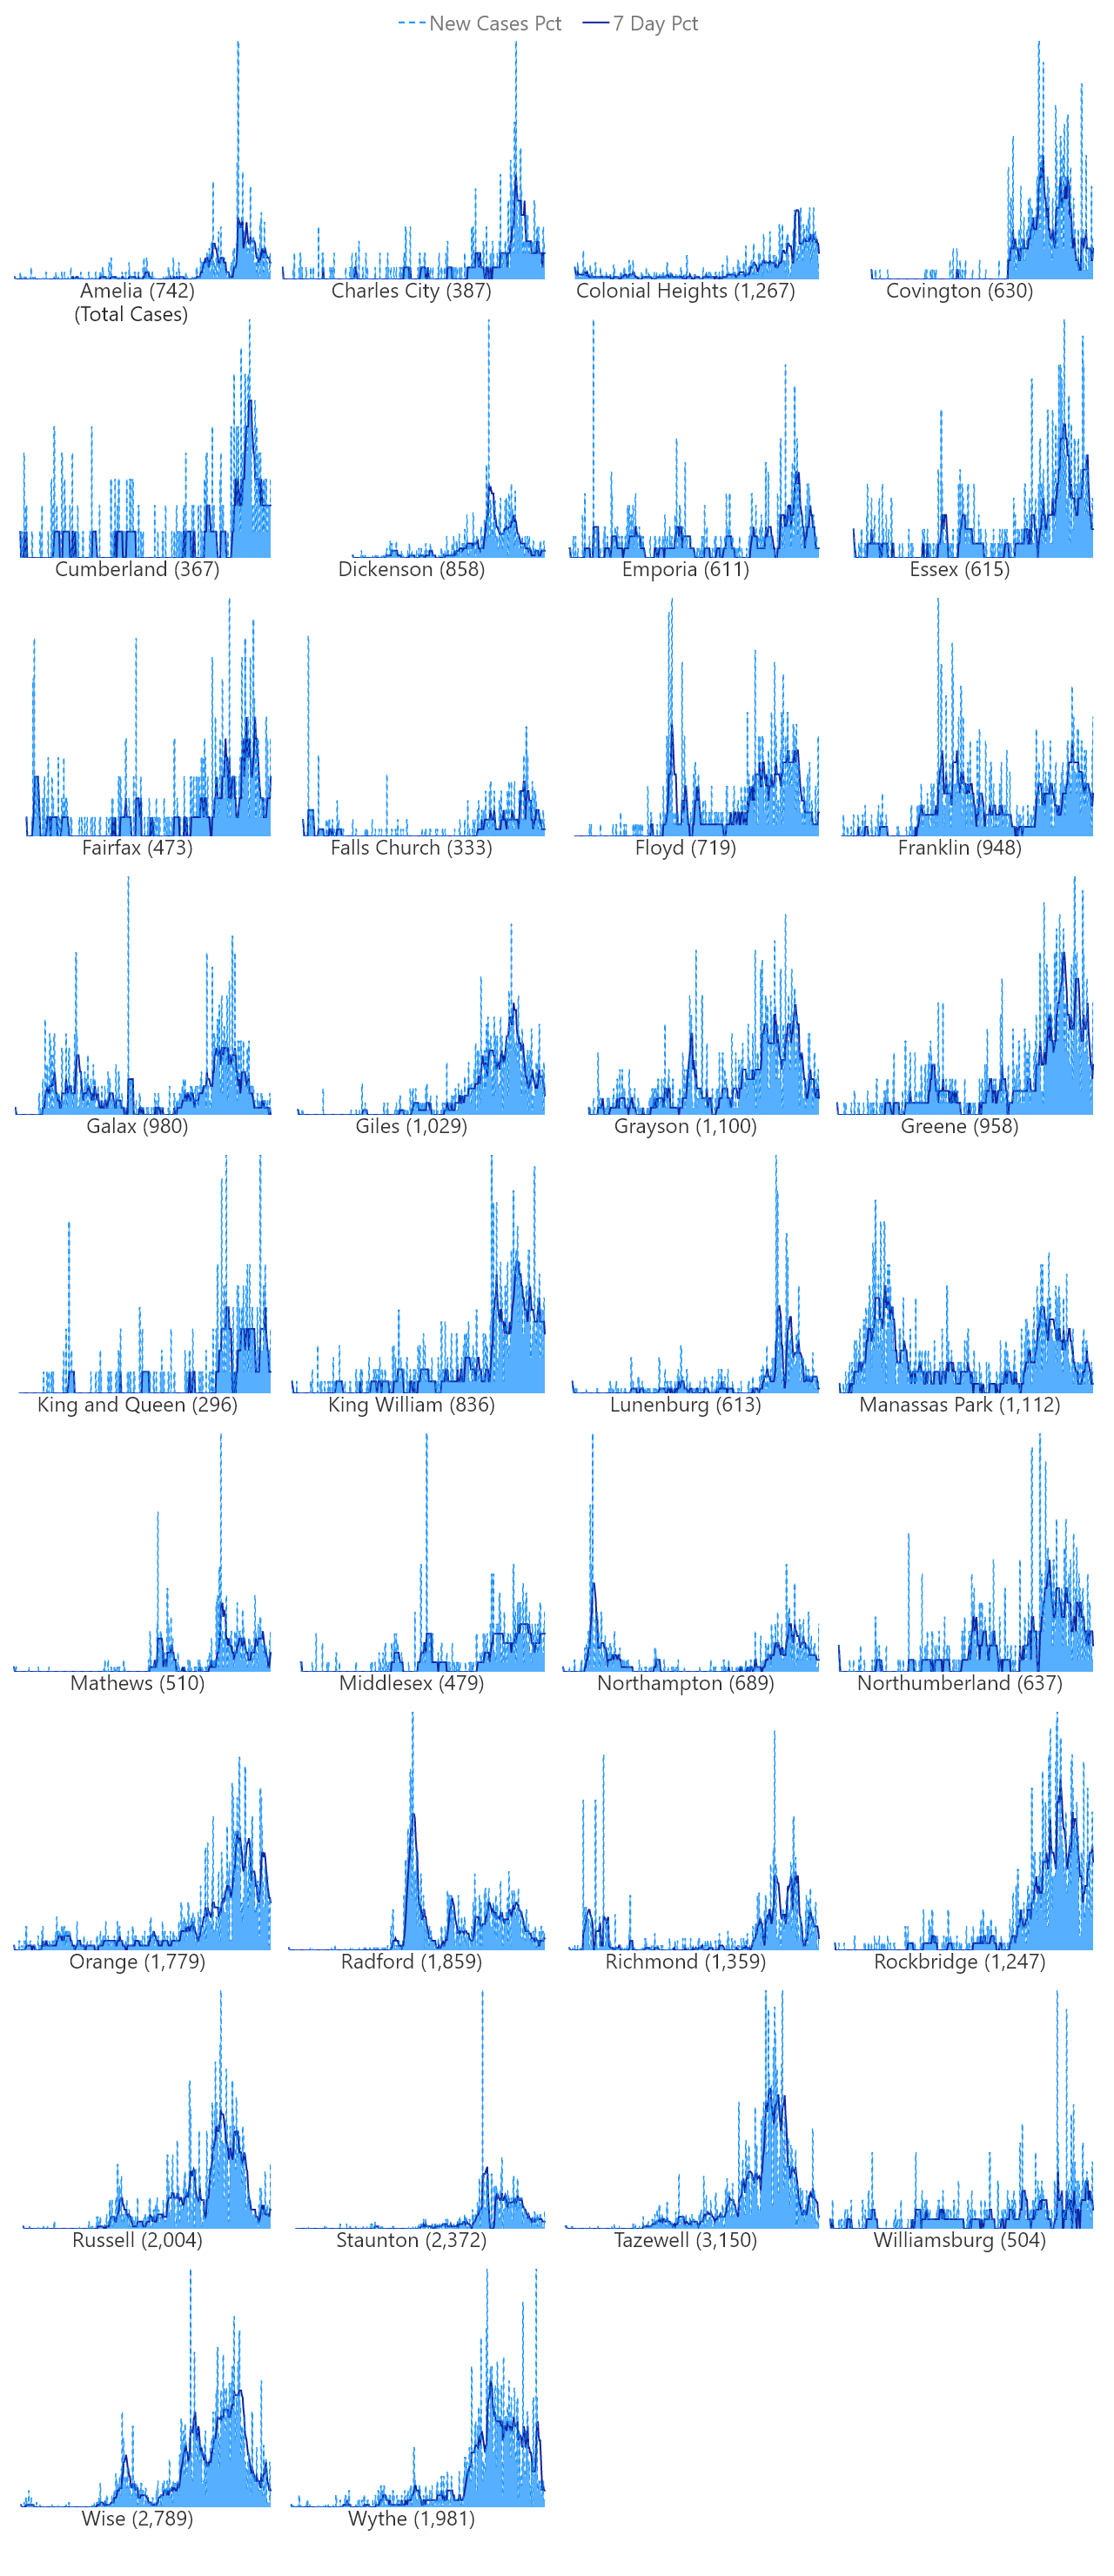 New Cases Pct 7 Day Pct
Amelia (742) Charles City (387) Colonial Heights (1,267) Covington (630)
(Total Cases)
Cumberland (367) Dickenson (858) Emporia (611) Essex (615)
Fairfax (473) Falls Church (333) Floyd (719) Franklin (948)
Galax (980) Giles (1,029) Grayson (1,100) Greene (958)
King and Queen (296) King William (836) Lunenburg (613) Manassas Park (1,112)
Mathews (510) Middlesex (479) Northampton (689) Northumberland (637)
Orange (1,779) Radford (1,859) Richmond (1,359) Rockbridge (1,247)
Russell (2,004) Staunton (2,372) Tazewell (3,150) Williamsburg (504)
Wise (2,789) Wythe (1,981)